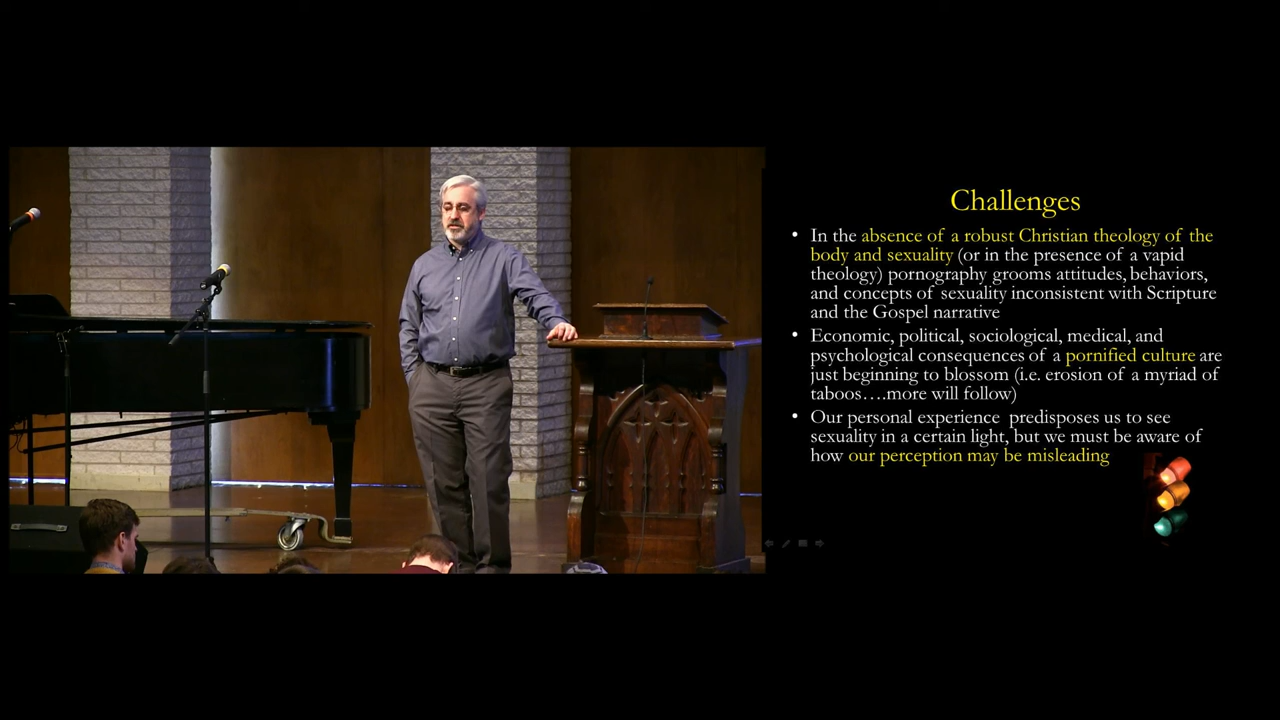 Challenges
• In the absence of a robust Christian theology of the
body and sexuality (or in the presence of a vapid
theology) pornography grooms attitudes, behaviors,
and concepts of sexuality inconsistent with Scripture
and the Gospel narrative
• Economic, political, sociological, medical, and
psychological consequences of a pornified culture are
just beginning to blossom (i.e. erosion of a myriad of
taboos….more will follow)
• Our personal experience predisposes us to see
sexuality in a certain light, but we must be aware of
how our perception may be misleading